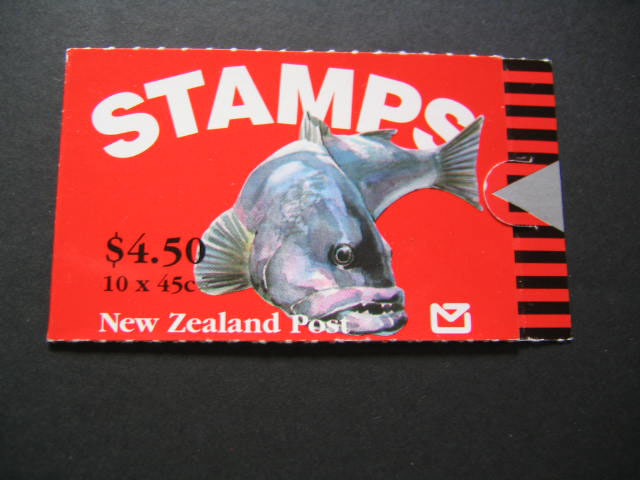 STAMPS
$4.50
10 x 45c
New Zealand Post